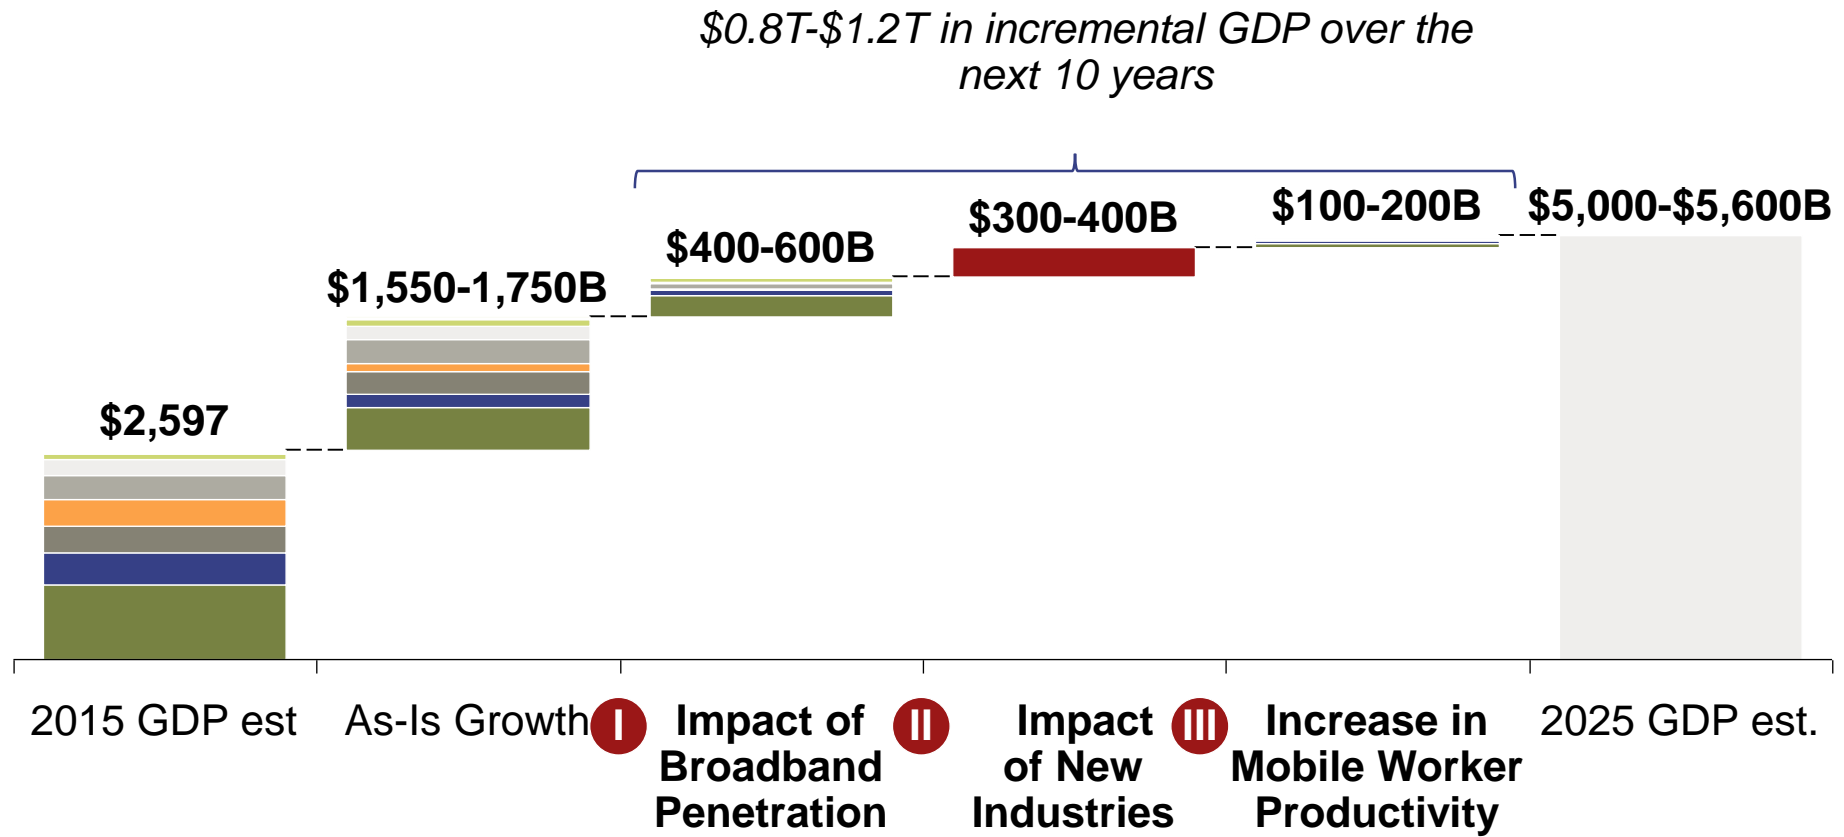 $0.8T-$1.2T in incremental GDP over the
next 10 years
$2,597
$1,550-1,750B
$400-600B
$300-400B
$100-200B
$5,000-$5,600B
2015 GDP est
As-Is Growth
I
Impact of
Broadband
Penetration
II
Impact
of New
Industries
III
Increase in
Mobile Worker
Productivity
2025 GDP est.